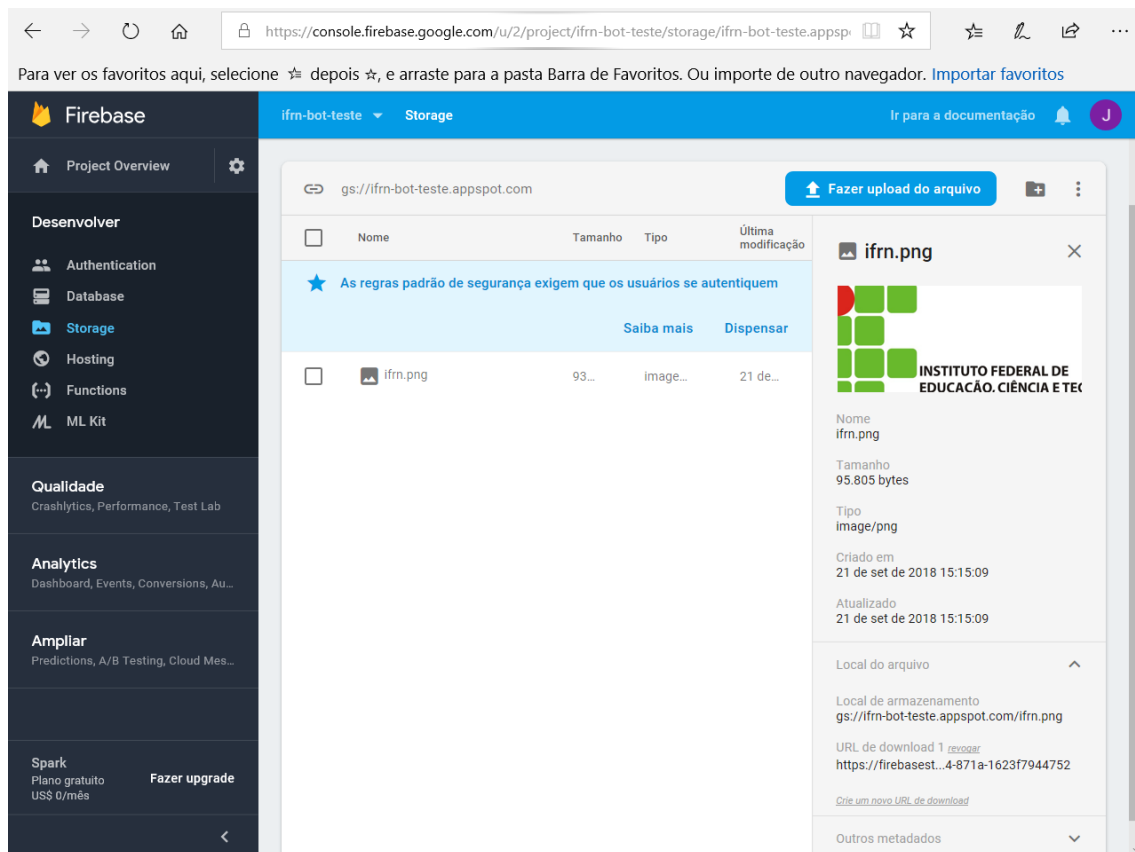 https://console.firebase.google.com/u/2/project/ifrn-bot-teste/storage/ifrn-bot-teste.appsp
Para ver os favoritos aqui, selecione depois , e arraste para a pasta Barra de Favoritos. Ou importe de outro navegador. Importar favoritos
Firebase
ifrn-bot-teste Storage
Ir para a documentação J
Project Overview
Desenvolver
Authentication
Database
Storage
Hosting
Functions
ML Kit
Qualidade
Crashlytics, Performance, Test Lab
Analytics
Dashboard, Events, Conversions, Au...
Ampliar
Predictions, A/B Testing, Cloud Mes...
Spark
Plano gratuito
US$ 0/mês
Fazer upgrade
gs://ifrn-bot-teste.appspot.com
Fazer upload do arquivo
Nome Tamanho Tipo Última
modificação
As regras padrão de segurança exigem que os usuários se autentiquem
Saiba mais Dispensar
ifrn.png 93... image... 21 de...
ifrn.png
INSTITUTO FEDERAL DE
EDUCAÇÃO, CIÊNCIA E TEC
Nome
ifrn.png
Tamanho
95.805 bytes
Tipo
image/png
Criado em
21 de set de 2018 15:15:09
Atualizado
21 de set de 2018 15:15:09
Local do arquivo
Local de armazenamento
gs://ifrn-bot-teste.appspot.com/ifrn.png
URL de download 1 revogar
https://firebasest...4-871a-1623f7944752
Crie um novo URL de download
Outros metadados